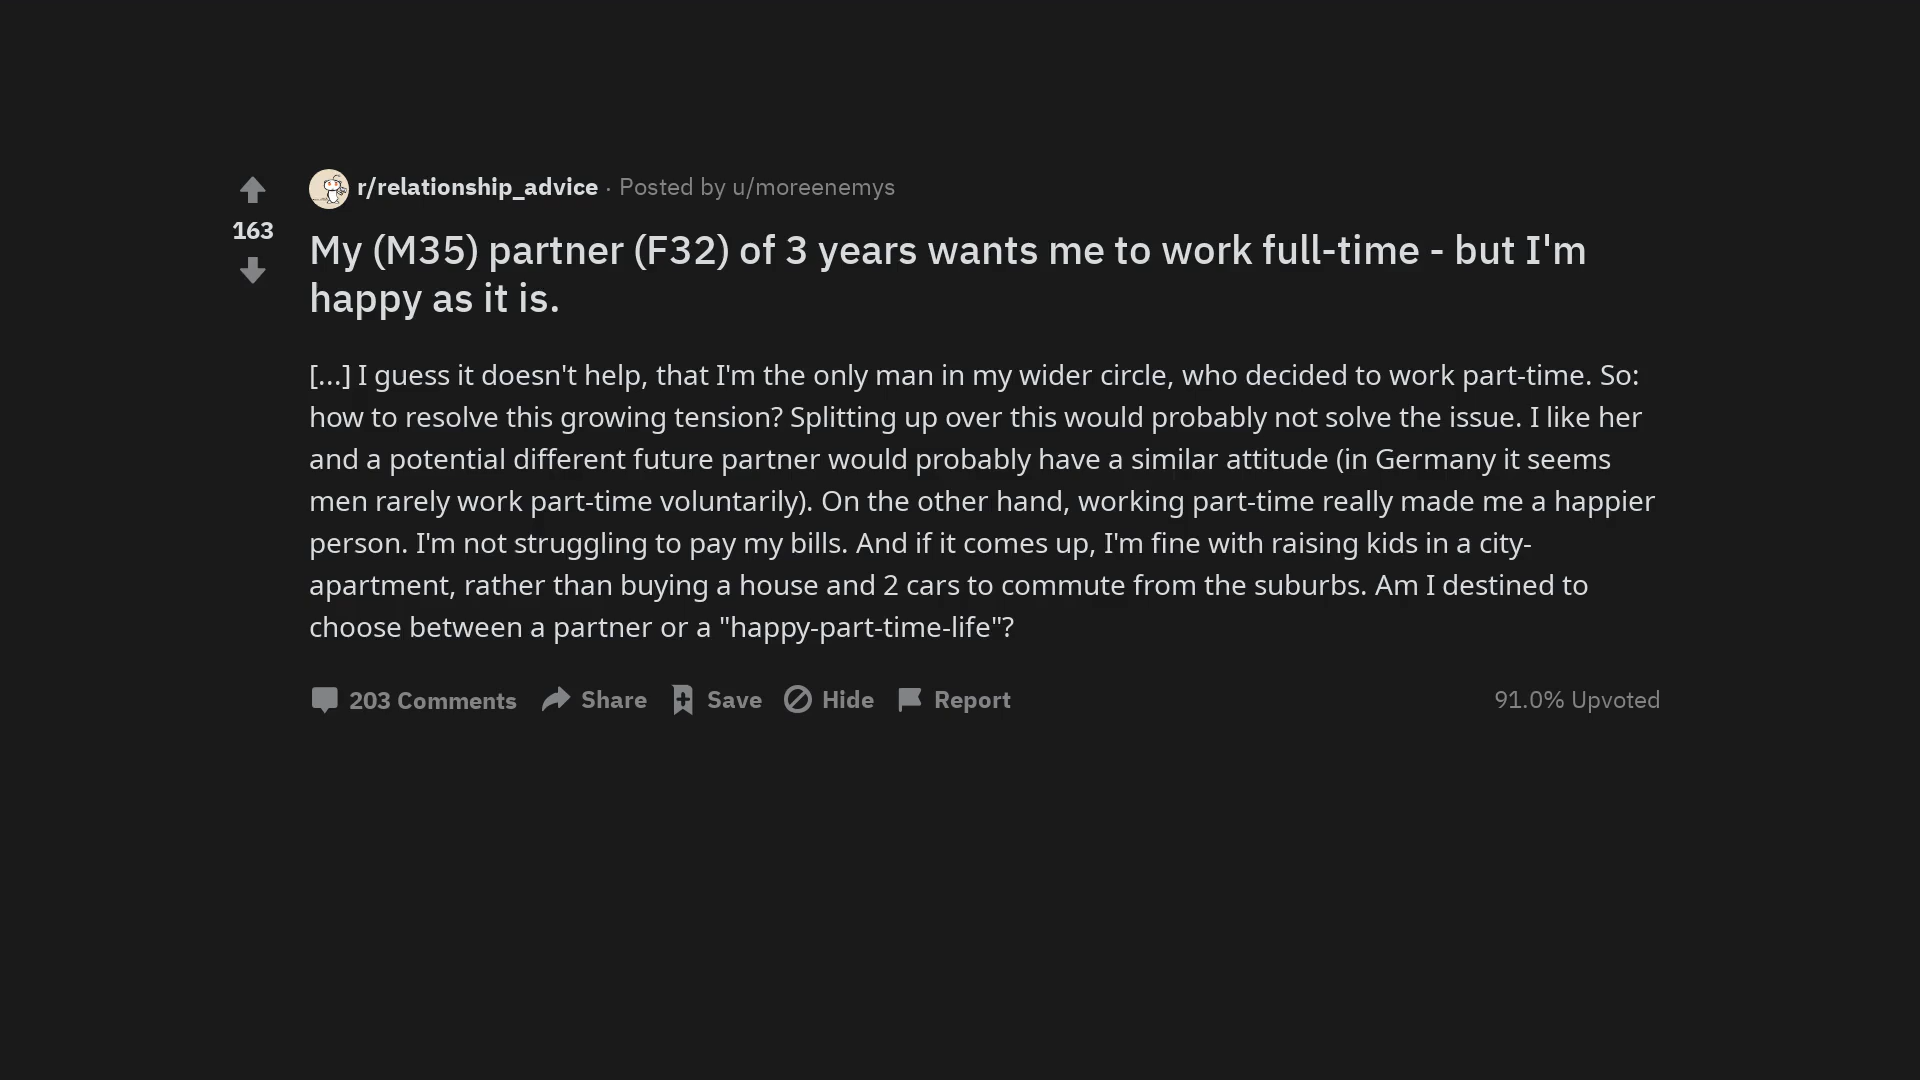 r/relationship_advice · Posted by u/moreenemys
163
My (M35) partner (F32) of 3 years wants me to work full-time - but I'm
happy as it is.
[...] I guess it doesn't help, that I'm the only man in my wider circle, who decided to work part-time. So:
how to resolve this growing tension? Splitting up over this would probably not solve the issue. I like her
and a potential different future partner would probably have a similar attitude (in Germany it seems
men rarely work part-time voluntarily). On the other hand, working part-time really made me a happier
person. I'm not struggling to pay my bills. And if it comes up, I'm fine with raising kids in a city-
apartment, rather than buying a house and 2 cars to commute from the suburbs. Am I destined to
choose between a partner or a "happy-part-time-life"?
203 Comments Share Save Hide Report 91.0% Upvoted